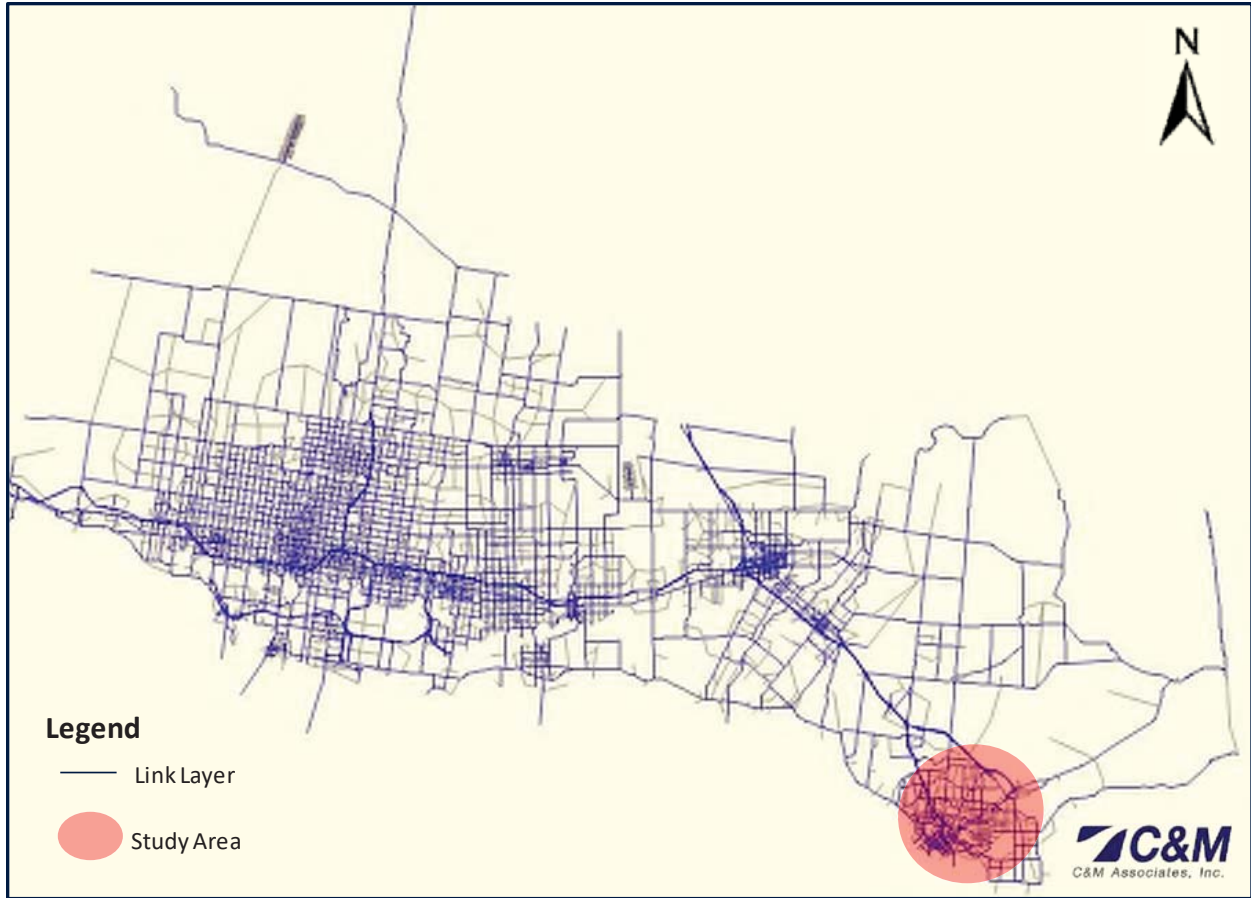 N
Legend
Link Layer
Study Area
C&M
C&M Associates, Inc.